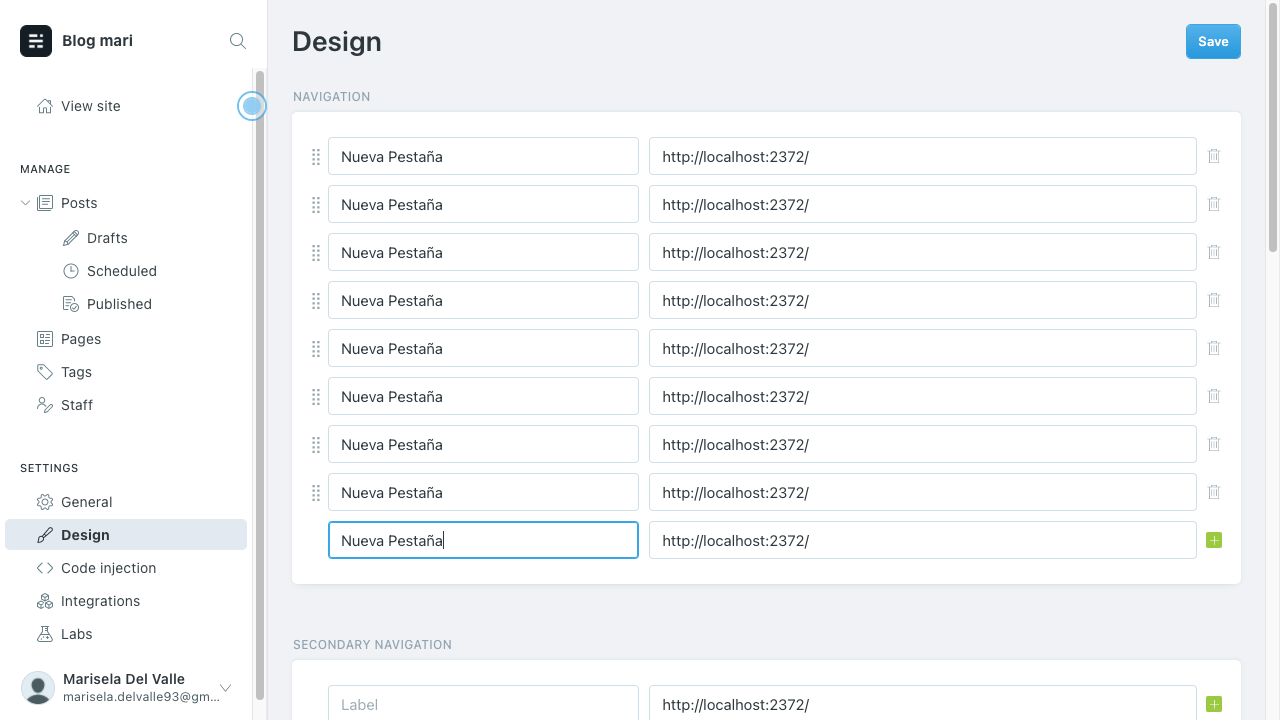 Blog mari
View site
MANAGE
Posts
Drafts
Scheduled
Published
Pages
Tags
Staff
SETTINGS
General
Design
Code injection
Integrations
Labs
Marisela Del Valle
marisela.delvalle93@gm...
Design
Save
NAVIGATION
Nueva Pestaña http://localhost:2372/
Nueva Pestaña http://localhost:2372/
Nueva Pestaña http://localhost:2372/
Nueva Pestaña http://localhost:2372/
Nueva Pestaña http://localhost:2372/
Nueva Pestaña http://localhost:2372/
Nueva Pestaña http://localhost:2372/
Nueva Pestaña http://localhost:2372/
Nueva Pestaña http://localhost:2372/
SECONDARY NAVIGATION
Label http://localhost:2372/